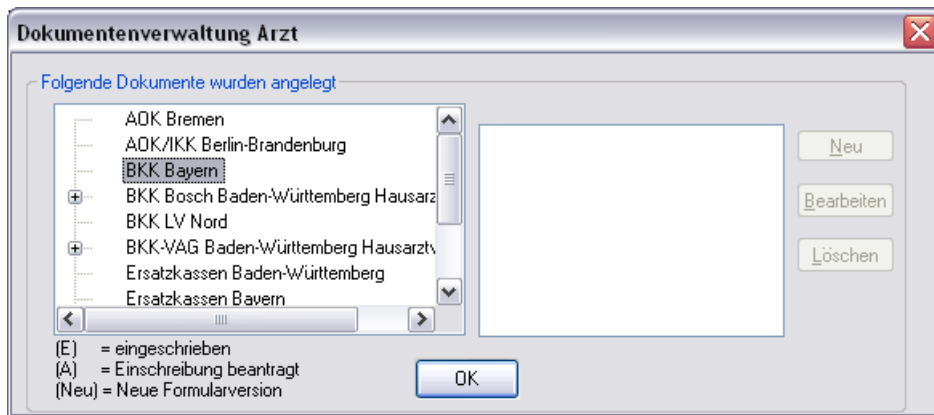 Dokumentenverwaltung Arzt
Folgende Dokumente wurden angelegt
AOK Bremen
AOK/IKK Berlin-Brandenburg
BKK Bayern
BKK Bosch Baden-Württemberg Hausarz
BKK LV Nord
BKK-VAG Baden-Württemberg Hausarztv
Ersatzkassen Baden-Württemberg
Ersatzkassen Bayern
Neu
Bearbeiten
Löschen
(E) = eingeschrieben
(A) = Einschreibung beantragt
(Neu) = Neue Formularversion
OK